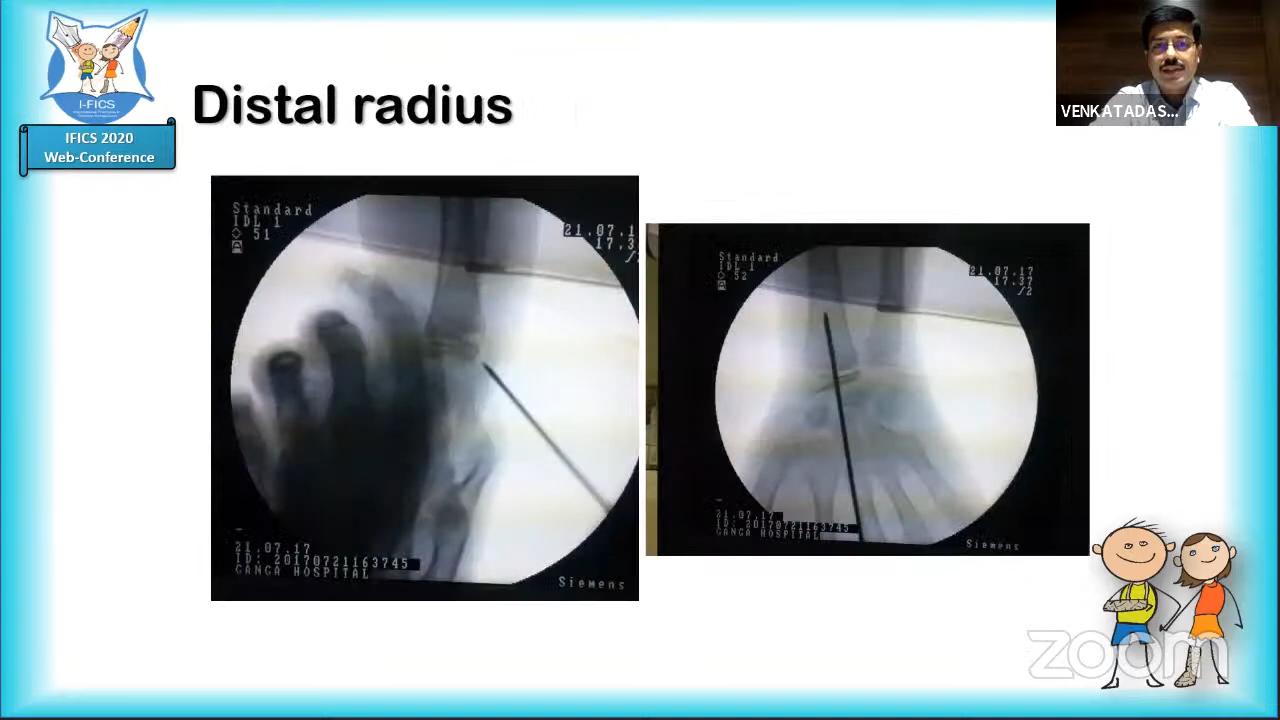 I-FICS
IFICS 2020
Web-Conference
Distal radius
VENKATADAS...
Standard
IDL 1
51
21.07.1
17.3
/2
21.07.17
ID: 20170721163745
GANGA HOSPITAL
Siemens
Standard
IDL 1
52
21.07.17
17.37
/2
21.07.17
ID: 20170721163745
GANGA HOSPITAL
Siemens
zoom